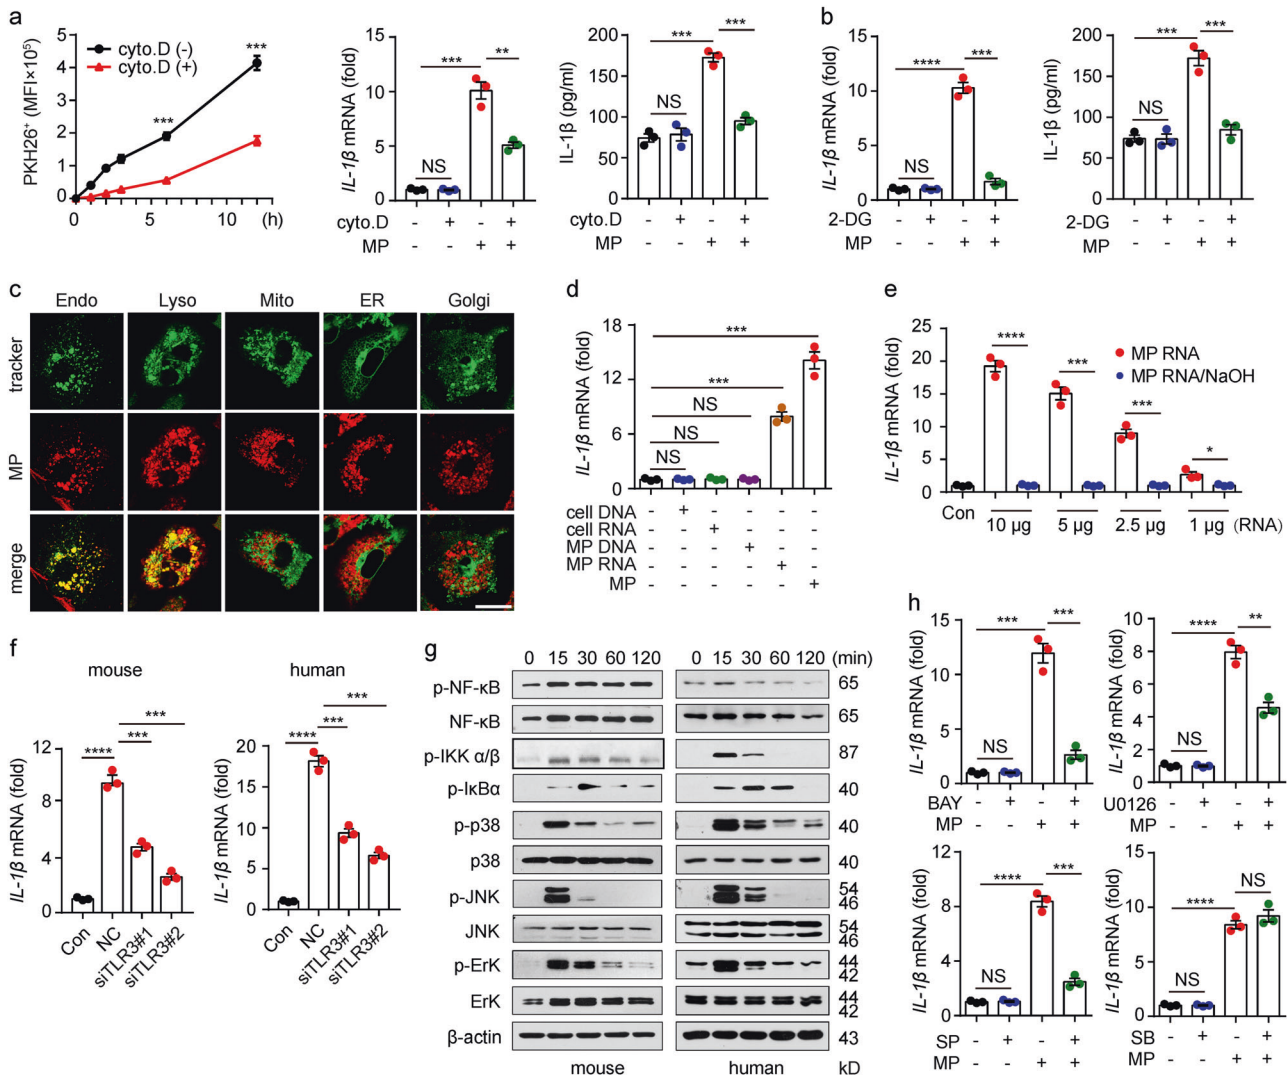 a
PKH26⁺ (MFI×10⁵)
5
4
3
2
1
0
0 5 10 (h)
cyto.D (-)
cyto.D (+)
***
***
IL-1β mRNA (fold)
15
10
5
0
NS
***
**
cyto.D - + - +
MP - - + +
IL-1β (pg/ml)
200
150
100
50
0
NS
***
***
cyto.D - + - +
MP - - + +
b
IL-1β mRNA (fold)
15
10
5
0
NS
****
***
2-DG - + - +
MP - - + +
IL-1β (pg/ml)
200
150
100
50
0
NS
***
***
2-DG - + - +
MP - - + +
c
Endo Lyso Mito ER Golgi
tracker
MP
merge
d
IL-1β mRNA (fold)
18
12
6
0
***
***
NS
NS
NS
cell DNA - + - - - -
cell RNA - - + - - -
MP DNA - - - + - -
MP RNA - - - - + -
MP - - - - - +
e
IL-1β mRNA (fold)
25
20
15
10
5
0
****
***
***
*
MP RNA
MP RNA/NaOH
Con
10 μg 5 μg 2.5 μg 1 μg (RNA)
f
mouse
IL-1β mRNA (fold)
12
8
4
0
****
***
***
Con NC siTLR3#1 siTLR3#2
human
IL-1β mRNA (fold)
20
15
10
5
0
****
***
***
Con NC siTLR3#1 siTLR3#2
g
0 15 30 60 120 0 15 30 60 120 (min)
p-NF-κB 65
NF-κB 65
p-IKK α/β 87
p-IκBα 40
p-p38 40
p38 40
p-JNK 54
46
JNK 54
46
p-ErK 44
42
ErK 44
42
β-actin 43
mouse human kD
h
IL-1β mRNA (fold)
15
10
5
0
NS
***
***
BAY - + - +
MP - - + +
IL-1β mRNA (fold)
10
8
6
4
2
0
NS
****
**
U0126 - + - +
MP - - + +
IL-1β mRNA (fold)
12
8
4
0
NS
****
***
SP - + - +
MP - - + +
IL-1β mRNA (fold)
15
10
5
0
NS
****
NS
SB - + - +
MP - - + +